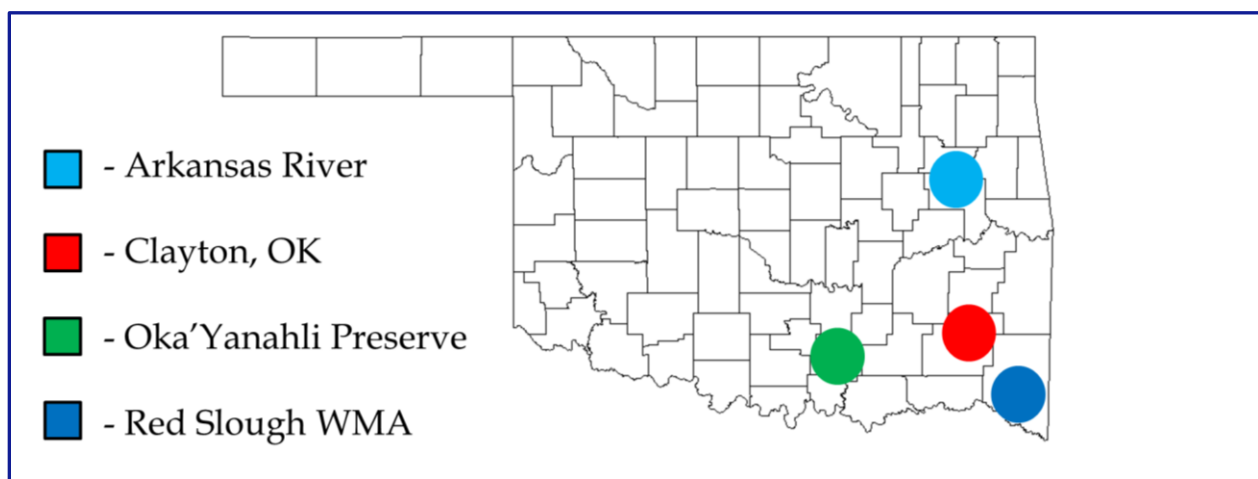 - Arkansas River
- Clayton, OK
- Oka’Yanahli Preserve
- Red Slough WMA